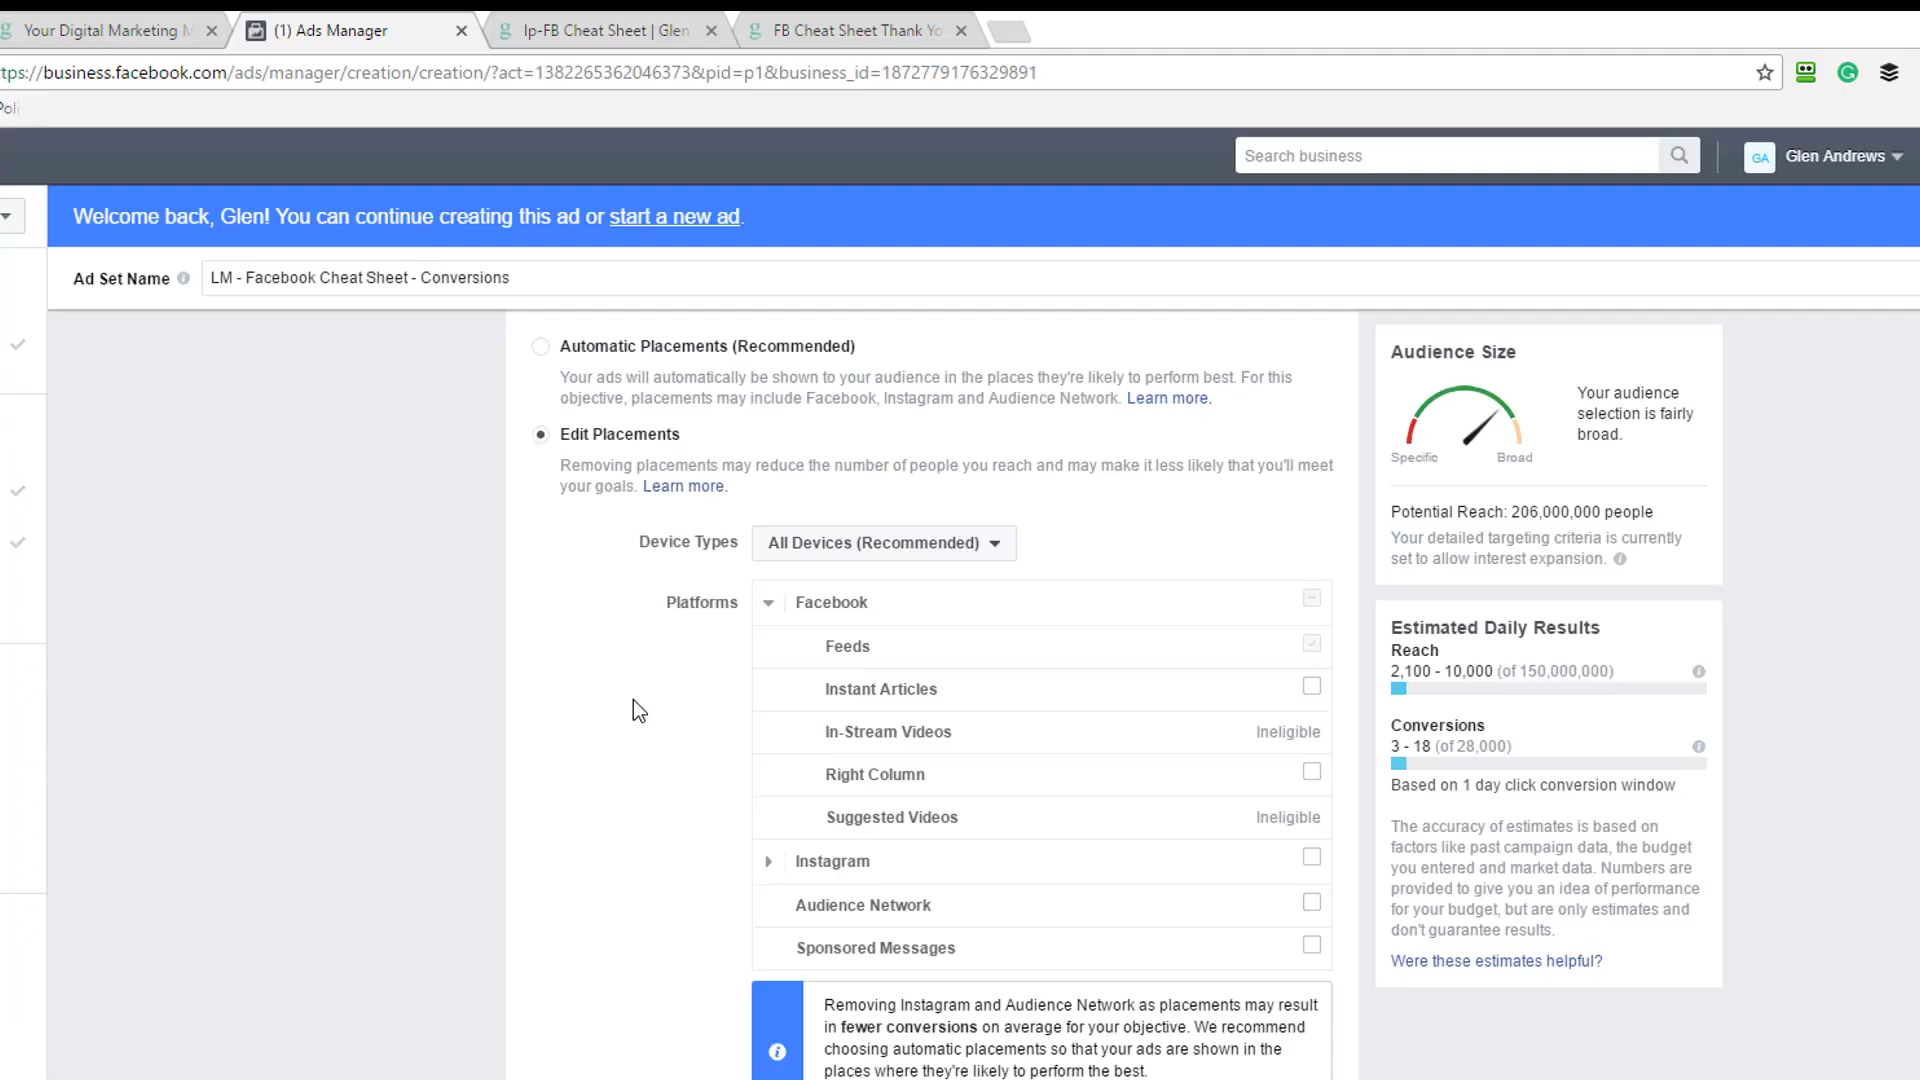 Your Digital Marketing
(1) Ads Manager
lp-FB Cheat Sheet | Glen
FB Cheat Sheet Thank Yo
tps://business.facebook.com/ads/manager/creation/creation/?act=1382265362046373&pid=p1&business_id=1872779176329891
Poli
Search business
GA
Glen Andrews
Welcome back, Glen! You can continue creating this ad or start a new ad.
Ad Set Name
LM - Facebook Cheat Sheet - Conversions
Automatic Placements (Recommended)
Your ads will automatically be shown to your audience in the places they're likely to perform best. For this
objective, placements may include Facebook, Instagram and Audience Network. Learn more.
Edit Placements
Removing placements may reduce the number of people you reach and may make it less likely that you'll meet
your goals. Learn more.
Device Types
All Devices (Recommended)
Platforms
Facebook
Feeds
Instant Articles
In-Stream Videos
Ineligible
Right Column
Suggested Videos
Ineligible
Instagram
Audience Network
Sponsored Messages
Removing Instagram and Audience Network as placements may result
in fewer conversions on average for your objective. We recommend
choosing automatic placements so that your ads are shown in the
places where they're likely to perform the best.
Audience Size
Your audience
selection is fairly
broad.
Specific
Broad
Potential Reach: 206,000,000 people
Your detailed targeting criteria is currently
set to allow interest expansion.
Estimated Daily Results
Reach
2,100 - 10,000 (of 150,000,000)
Conversions
3 - 18 (of 28,000)
Based on 1 day click conversion window
The accuracy of estimates is based on
factors like past campaign data, the budget
you entered and market data. Numbers are
provided to give you an idea of performance
for your budget, but are only estimates and
don't guarantee results.
Were these estimates helpful?